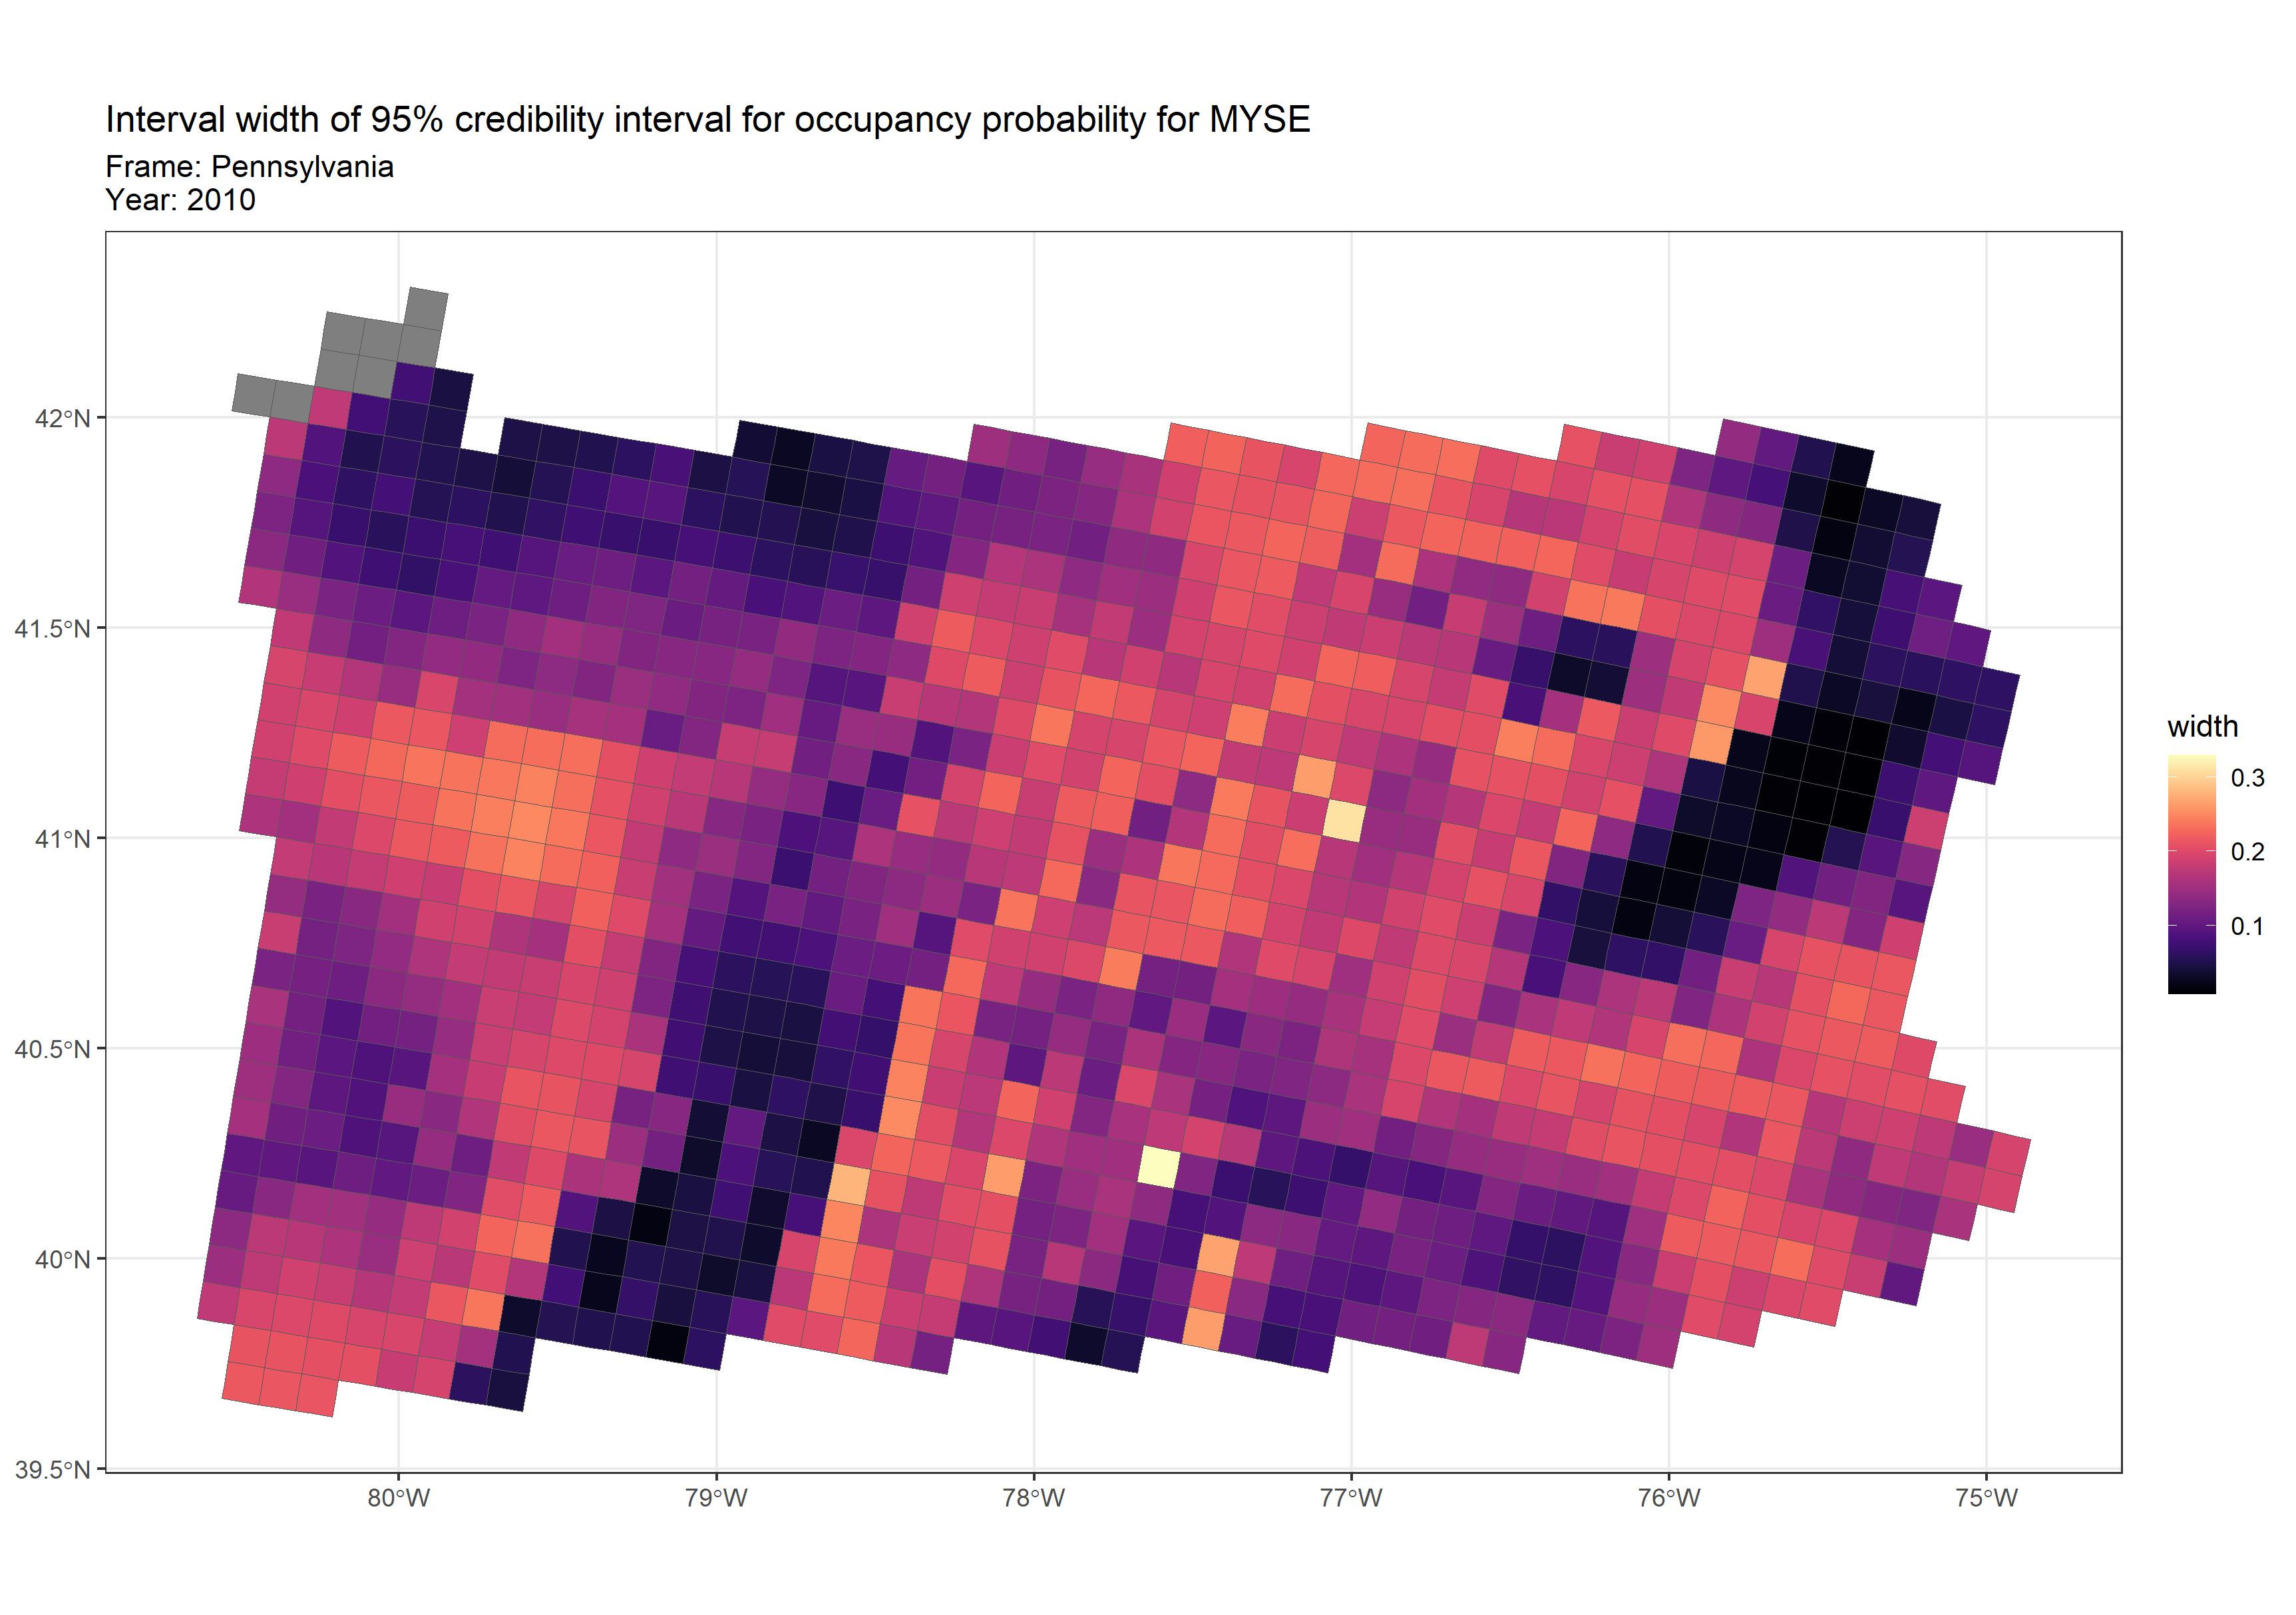 Interval width of 95% credibility interval for occupancy probability for MYSE
Frame: Pennsylvania
Year: 2010
42°N
41.5°N
41°N
40.5°N
40°N
39.5°N
80°W
79°W
78°W
77°W
76°W
75°W
width
0.3
0.2
0.1